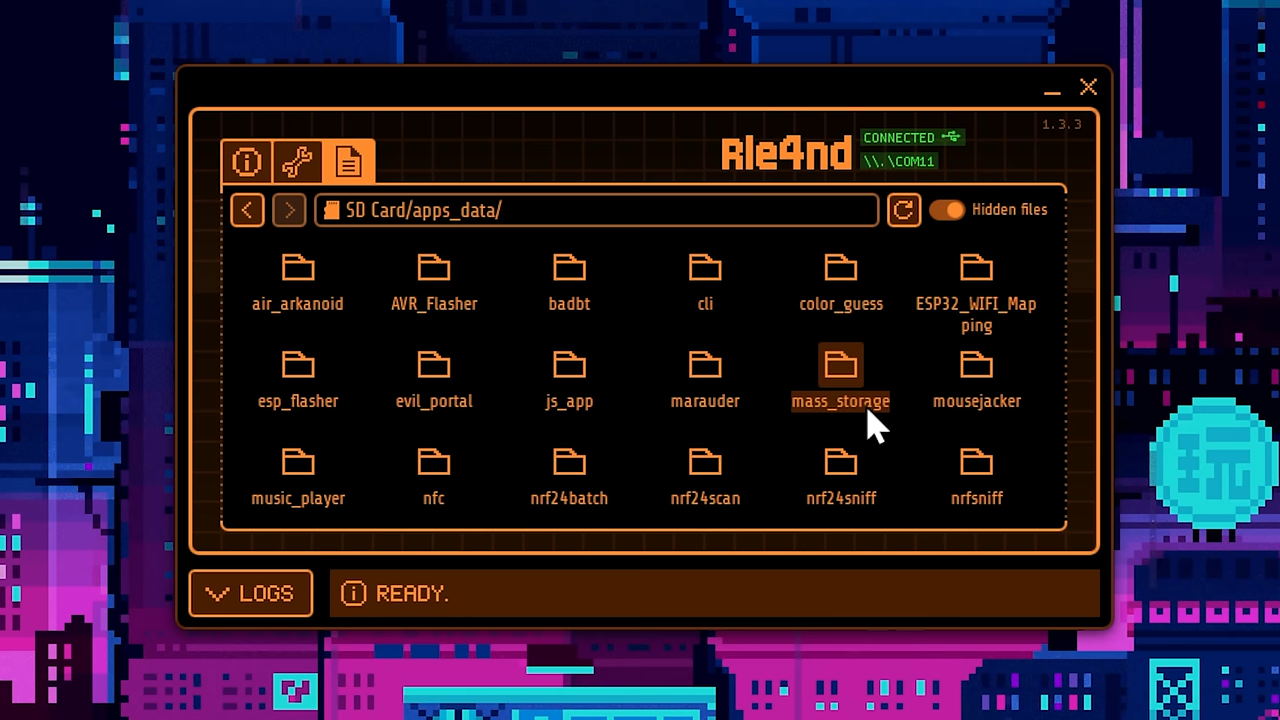 1.3.3
Rle4nd
CONNECTED
\\.\COM11
SD Card/apps_data/
Hidden files
air_arkanoid
AVR_Flasher
badbt
cli
color_guess
ESP32_WIFI_Map
ping
esp_flasher
evil_portal
js_app
marauder
mass_storage
mousejacker
music_player
nfc
nrf24batch
nrf24scan
nrf24sniff
nrfsniff
玩
LOGS
READY.